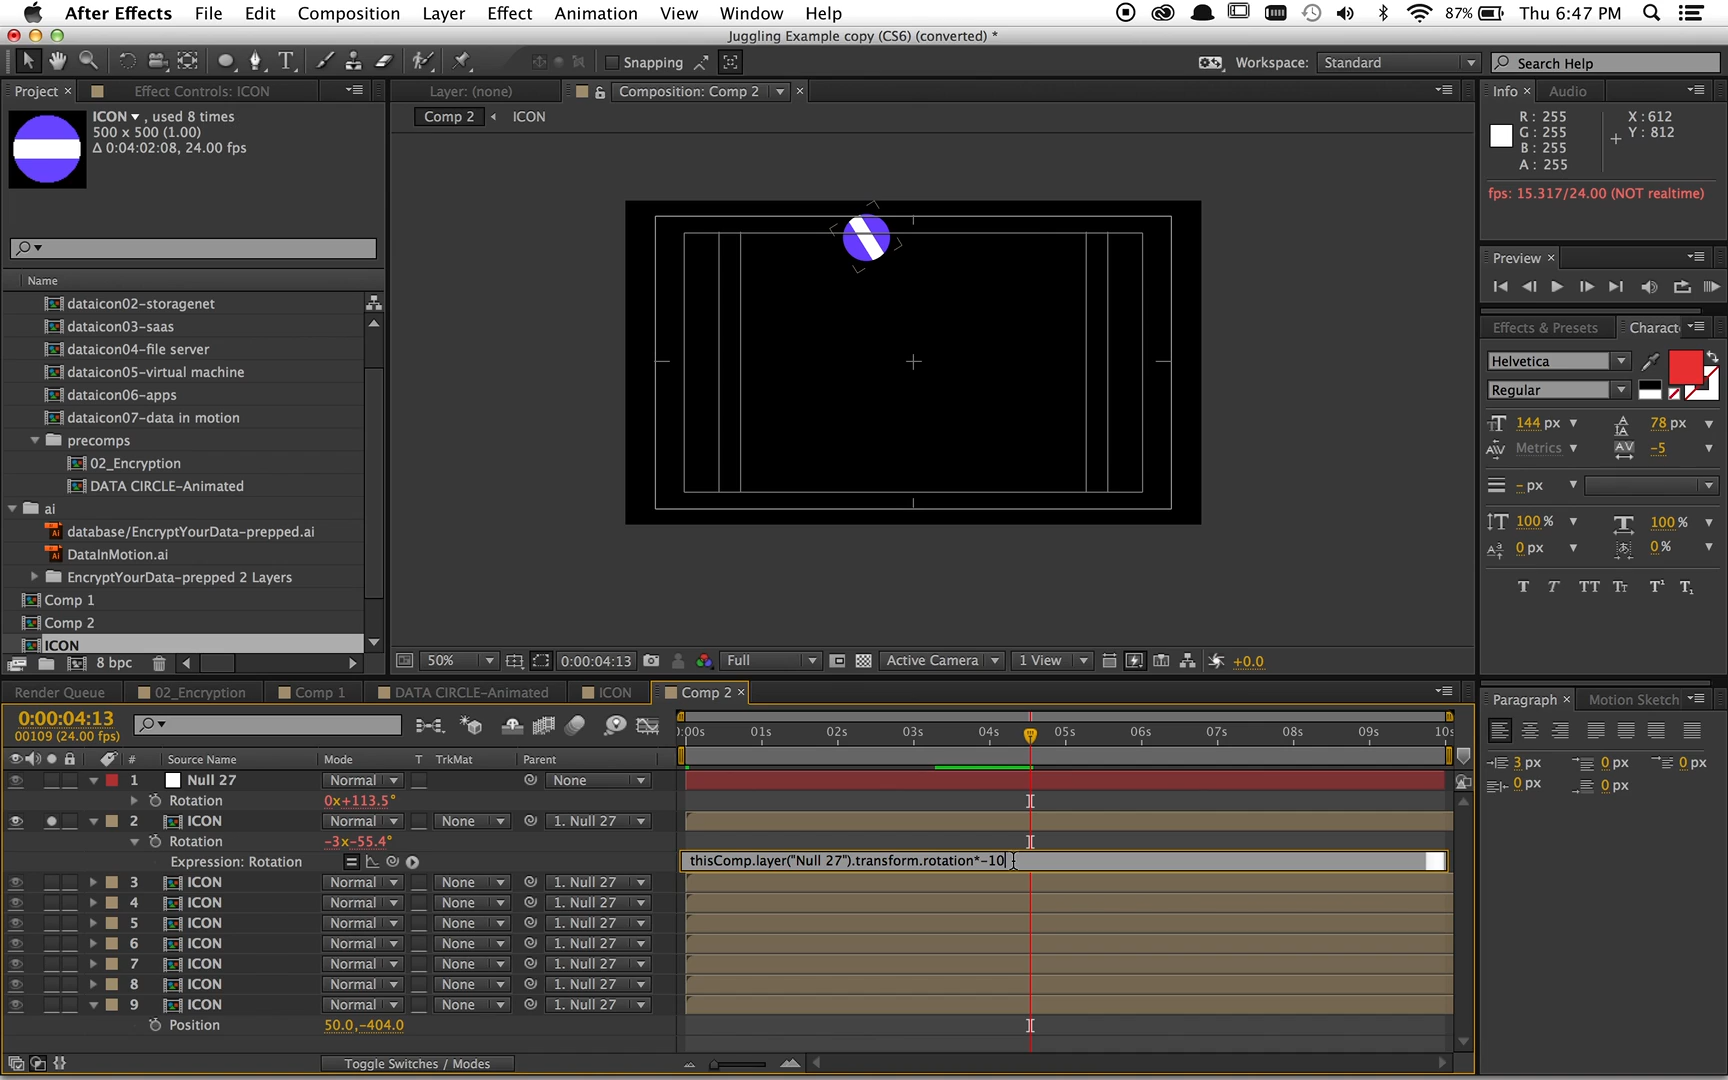 After Effects File Edit Composition Layer Effect Animation View Window Help 87% Thu 6:47 PM
Juggling Example copy (CS6) (converted) *
Snapping Workspace: Standard Search Help
Project × Effect Controls: ICON Layer: (none) Composition: Comp 2 × Info × Audio
ICON , used 8 times
500 x 500 (1.00)
Δ 0:04:02:08, 24.00 fps
Comp 2 ICON
R: 255 X: 612
G: 255 Y: 812
B: 255
A: 255
fps: 15.317/24.00 (NOT realtime)
Preview ×
Name
dataicon02-storagenet
dataicon03-saas
dataicon04-file server
dataicon05-virtual machine
dataicon06-apps
dataicon07-data in motion
precomps
02_Encryption
DATA CIRCLE-Animated
ai
database/EncryptYourData-prepped.ai
DataInMotion.ai
EncryptYourData-prepped 2 Layers
Comp 1
Comp 2
ICON
8 bpc
Effects & Presets Charact
Helvetica
Regular
144 px 78 px
Metrics -5
- px
100 % 100 %
0 px 0 %
T T TT Tt T¹ T₁
50% 0:00:04:13 Full Active Camera 1 View +0.0
Render Queue 02_Encryption Comp 1 DATA CIRCLE-Animated ICON Comp 2 ×
Paragraph × Motion Sketch
3 px 0 px 0 px
0 px 0 px
0:00:04:13
00109 (24.00 fps)
0:00s 01s 02s 03s 04s 05s 06s 07s 08s 09s 10s
# Source Name Mode T TrkMat Parent
1 Null 27 Normal None
Rotation 0x+113.5°
2 ICON Normal None 1. Null 27
Rotation -3x-55.4°
Expression: Rotation thisComp.layer("Null 27").transform.rotation*-10
3 ICON Normal None 1. Null 27
4 ICON Normal None 1. Null 27
5 ICON Normal None 1. Null 27
6 ICON Normal None 1. Null 27
7 ICON Normal None 1. Null 27
8 ICON Normal None 1. Null 27
9 ICON Normal None 1. Null 27
Position 50.0,-404.0
Toggle Switches / Modes